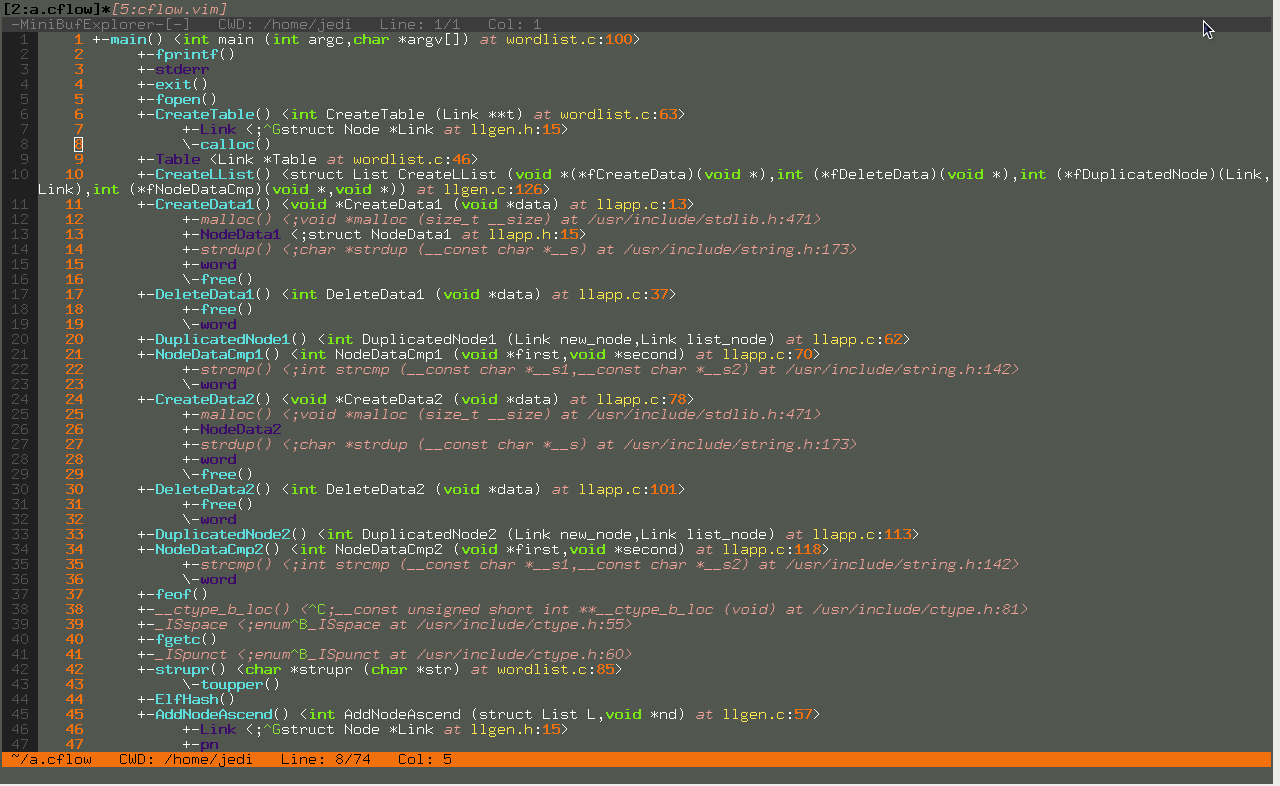 [2:a.cflow]*[5:cflow.vim]
-MiniBufExplorer-[-]   CWD: /home/jedi   Line: 1/1   Col: 1
1     1 +-main() <int main (int argc,char *argv[]) at wordlist.c:100>
2     2      +-fprintf()
3     3      +-stderr
4     4      +-exit()
5     5      +-fopen()
6     6      +-CreateTable() <int CreateTable (Link **t) at wordlist.c:63>
7     7           +-Link <;^Gstruct Node *Link at llgen.h:15>
8     8           \-calloc()
9     9      +-Table <Link *Table at wordlist.c:46>
10    10      +-CreateLList() <struct List CreateLList (void *(*fCreateData)(void *),int (*fDeleteData)(void *),int (*fDuplicatedNode)(Link,
Link),int (*fNodeDataCmp)(void *,void *)) at llgen.c:126>
11    11      +-CreateData1() <void *CreateData1 (void *data) at llapp.c:13>
12    12           +-malloc() <;void *malloc (size_t __size) at /usr/include/stdlib.h:471>
13    13           +-NodeData1 <;struct NodeData1 at llapp.h:15>
14    14           +-strdup() <;char *strdup (__const char *__s) at /usr/include/string.h:173>
15    15           +-word
16    16           \-free()
17    17      +-DeleteData1() <int DeleteData1 (void *data) at llapp.c:37>
18    18           +-free()
19    19           \-word
20    20      +-DuplicatedNode1() <int DuplicatedNode1 (Link new_node,Link list_node) at llapp.c:62>
21    21      +-NodeDataCmp1() <int NodeDataCmp1 (void *first,void *second) at llapp.c:70>
22    22           +-strcmp() <;int strcmp (__const char *__s1,__const char *__s2) at /usr/include/string.h:142>
23    23           \-word
24    24      +-CreateData2() <void *CreateData2 (void *data) at llapp.c:78>
25    25           +-malloc() <;void *malloc (size_t __size) at /usr/include/stdlib.h:471>
26    26           +-NodeData2
27    27           +-strdup() <;char *strdup (__const char *__s) at /usr/include/string.h:173>
28    28           +-word
29    29           \-free()
30    30      +-DeleteData2() <int DeleteData2 (void *data) at llapp.c:101>
31    31           +-free()
32    32           \-word
33    33      +-DuplicatedNode2() <int DuplicatedNode2 (Link new_node,Link list_node) at llapp.c:113>
34    34      +-NodeDataCmp2() <int NodeDataCmp2 (void *first,void *second) at llapp.c:118>
35    35           +-strcmp() <;int strcmp (__const char *__s1,__const char *__s2) at /usr/include/string.h:142>
36    36           \-word
37    37      +-feof()
38    38      +-__ctype_b_loc() <^C;__const unsigned short int **__ctype_b_loc (void) at /usr/include/ctype.h:81>
39    39      +-_ISspace <;enum^B_ISspace at /usr/include/ctype.h:55>
40    40      +-fgetc()
41    41      +-_ISpunct <;enum^B_ISpunct at /usr/include/ctype.h:60>
42    42      +-strupr() <char *strupr (char *str) at wordlist.c:85>
43    43           \-toupper()
44    44      +-ElfHash()
45    45      +-AddNodeAscend() <int AddNodeAscend (struct List L,void *nd) at llgen.c:57>
46    46           +-Link <;^Gstruct Node *Link at llgen.h:15>
47    47           +-pn
~/a.cflow   CWD: /home/jedi   Line: 8/74   Col: 5